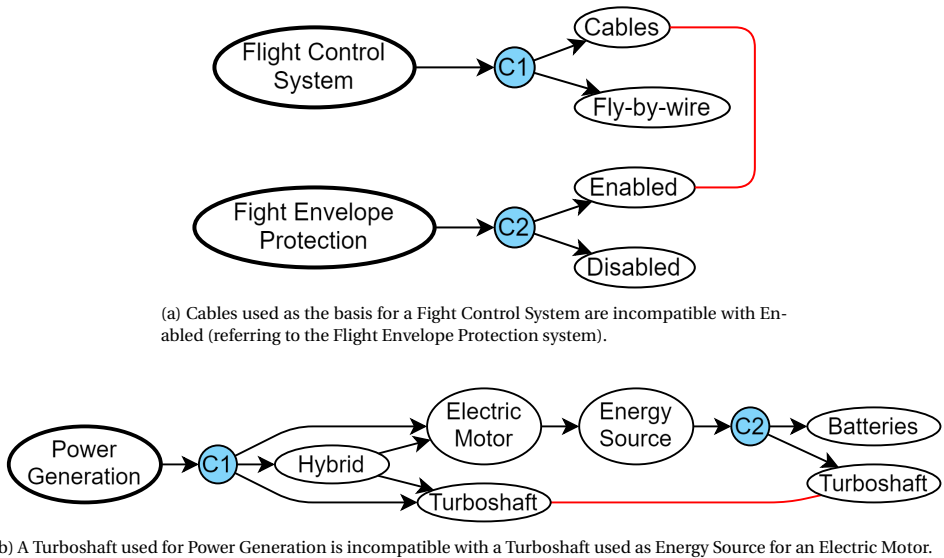 Flight Control
System
C1
Cables
Fly-by-wire
Fight Envelope
Protection
C2
Enabled
Disabled
(a) Cables used as the basis for a Fight Control System are incompatible with En-
abled (referring to the Flight Envelope Protection system).
Power
Generation
C1
Hybrid
Electric
Motor
Turboshaft
Energy
Source
C2
Batteries
Turboshaft
b) A Turboshaft used for Power Generation is incompatible with a Turboshaft used as Energy Source for an Electric Motor.